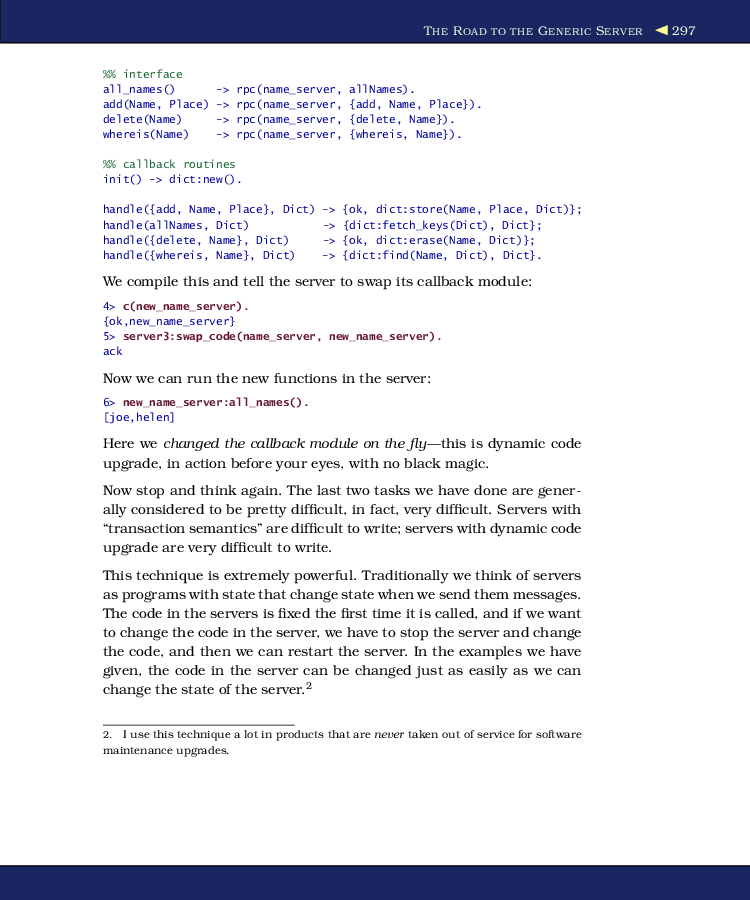 THE ROAD TO THE GENERIC SERVER ◀ 297
%% interface
all_names()      -> rpc(name_server, allNames).
add(Name, Place) -> rpc(name_server, {add, Name, Place}).
delete(Name)     -> rpc(name_server, {delete, Name}).
whereis(Name)    -> rpc(name_server, {whereis, Name}).
%% callback routines
init() -> dict:new().
handle({add, Name, Place}, Dict) -> {ok, dict:store(Name, Place, Dict)};
handle(allNames, Dict)           -> {dict:fetch_keys(Dict), Dict};
handle({delete, Name}, Dict)     -> {ok, dict:erase(Name, Dict)};
handle({whereis, Name}, Dict)    -> {dict:find(Name, Dict), Dict}.
We compile this and tell the server to swap its callback module:
4> c(new_name_server).
{ok,new_name_server}
5> server3:swap_code(name_server, new_name_server).
ack
Now we can run the new functions in the server:
6> new_name_server:all_names().
[joe,helen]
Here we changed the callback module on the fly—this is dynamic code
upgrade, in action before your eyes, with no black magic.
Now stop and think again. The last two tasks we have done are gener-
ally considered to be pretty difficult, in fact, very difficult. Servers with
“transaction semantics” are difficult to write; servers with dynamic code
upgrade are very difficult to write.
This technique is extremely powerful. Traditionally we think of servers
as programs with state that change state when we send them messages.
The code in the servers is fixed the first time it is called, and if we want
to change the code in the server, we have to stop the server and change
the code, and then we can restart the server. In the examples we have
given, the code in the server can be changed just as easily as we can
change the state of the server.2
2. I use this technique a lot in products that are never taken out of service for software
maintenance upgrades.